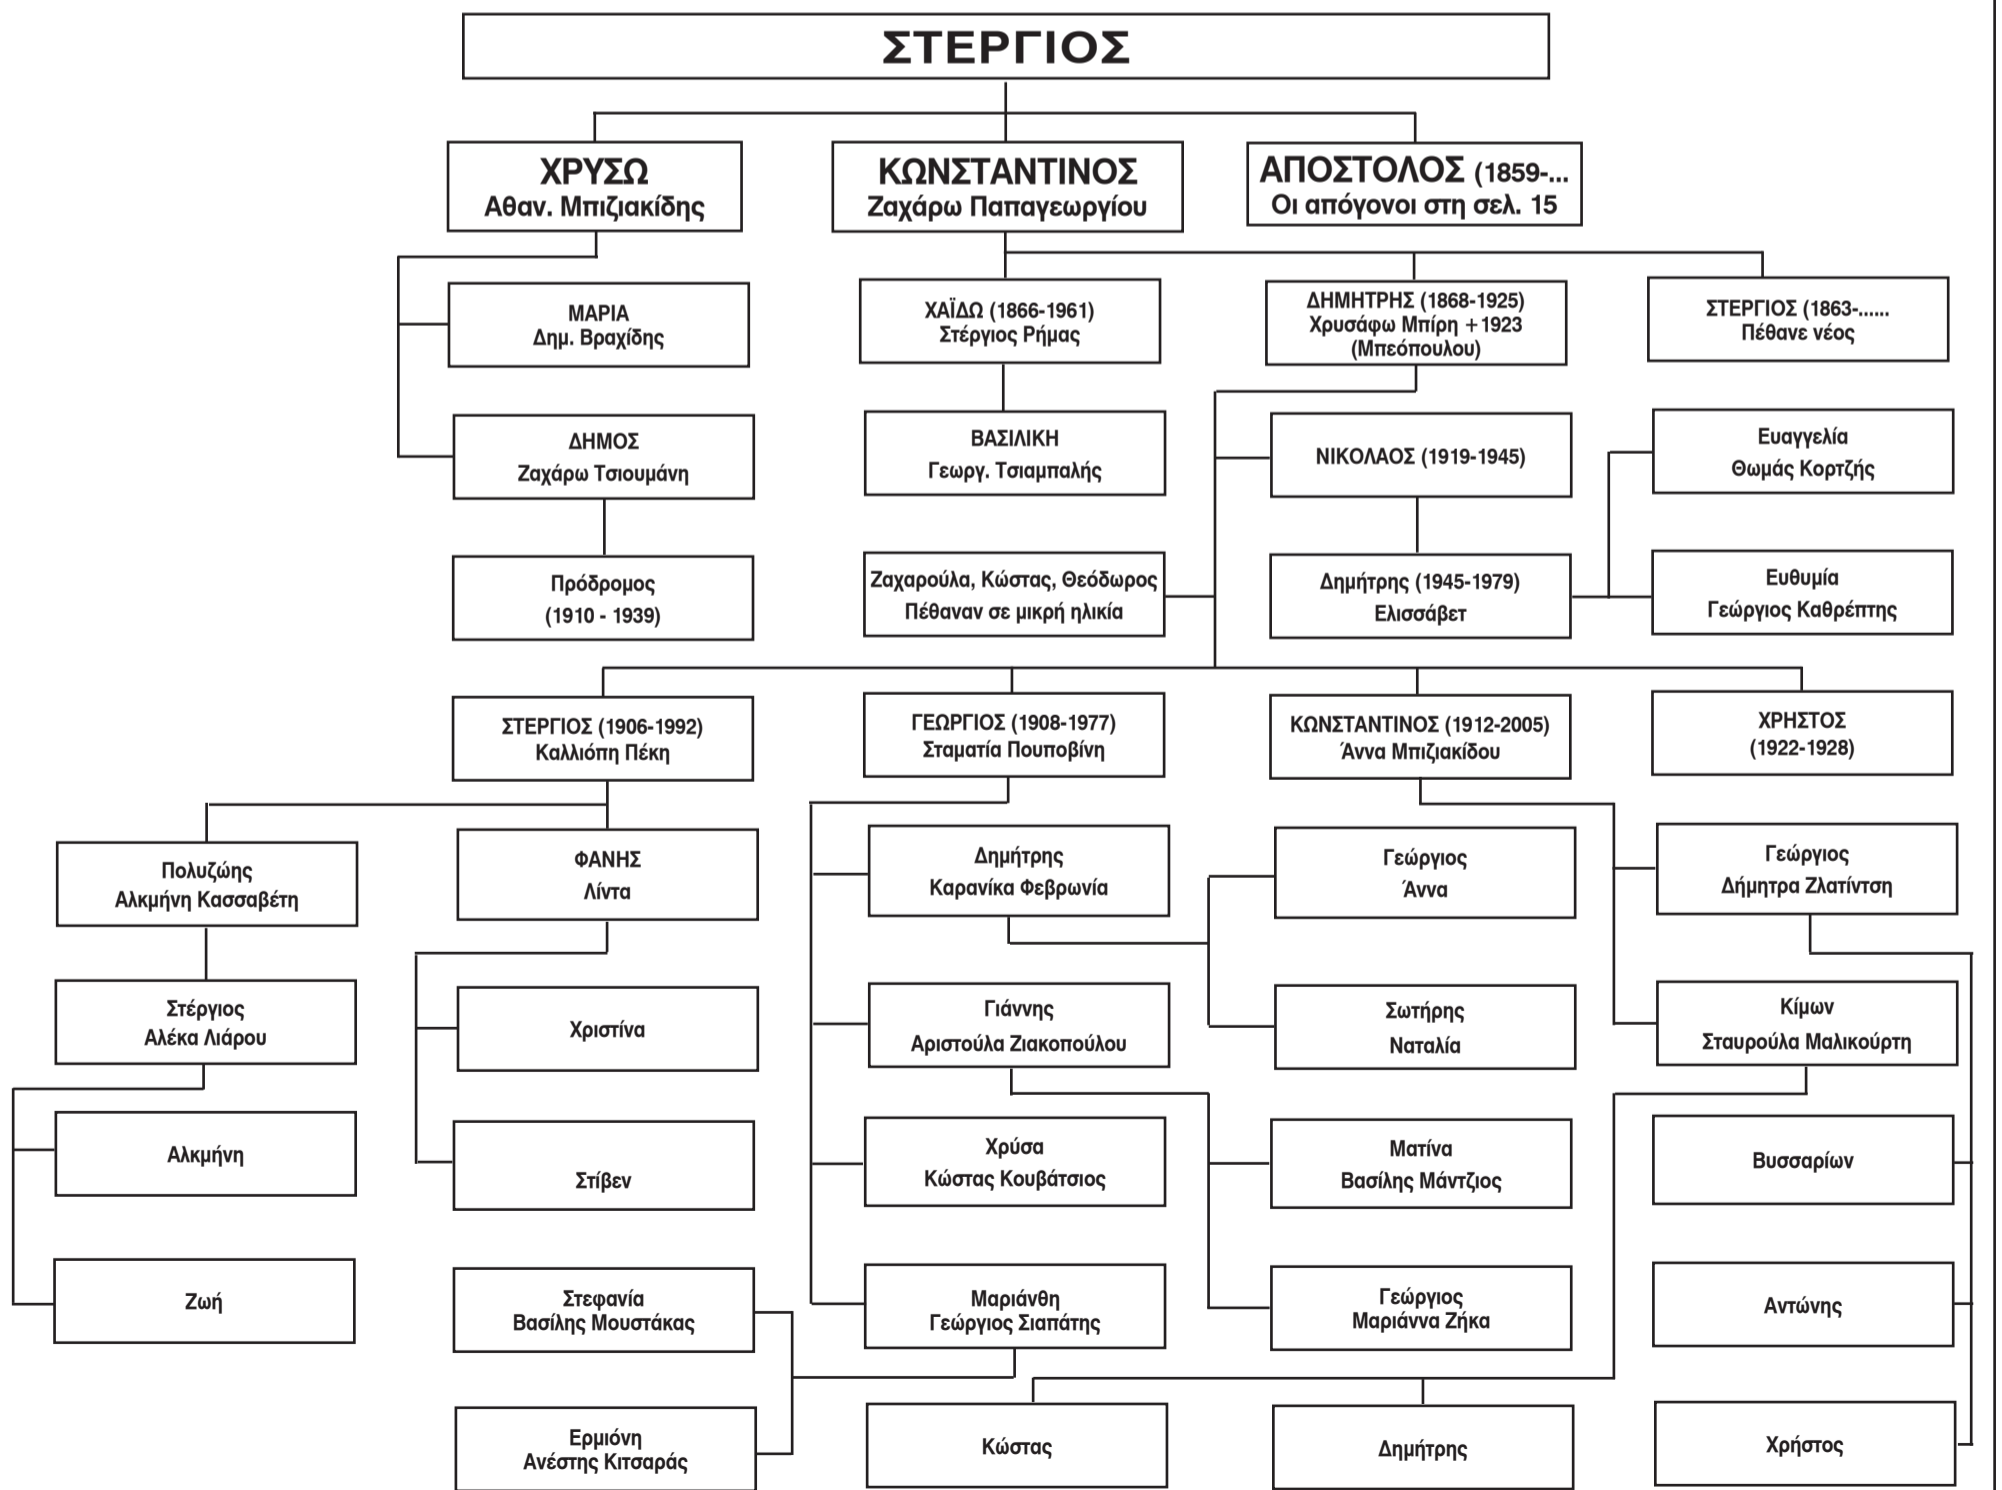 ΣΤΕΡΓΙΟΣ
ΧΡΥΣΩ
Αθαν. Μπιζιακίδης
ΚΩΝΣΤΑΝΤΙΝΟΣ
Ζαχάρω Παπαγεωργίου
ΑΠΟΣΤΟΛΟΣ (1859-...
Οι απόγονοι στη σελ. 15
ΜΑΡΙΑ
Δημ. Βραχίδης
ΧΑΪΔΩ (1866-1961)
Στέργιος Ρήμας
ΔΗΜΗΤΡΗΣ (1868-1925)
Χρυσάφω Μπίρη +1923
(Μπεόπουλου)
ΣΤΕΡΓΙΟΣ (1863-......
Πέθανε νέος
ΔΗΜΟΣ
Ζαχάρω Τσιουμάνη
ΒΑΣΙΛΙΚΗ
Γεωργ. Τσιαμπαλής
ΝΙΚΟΛΑΟΣ (1919-1945)
Ευαγγελία
Θωμάς Κορτζής
Πρόδρομος
(1910 - 1939)
Ζαχαρούλα, Κώστας, Θεόδωρος
Πέθαναν σε μικρή ηλικία
Δημήτρης (1945-1979)
Ελισσάβετ
Ευθυμία
Γεώργιος Καθρέπτης
ΣΤΕΡΓΙΟΣ (1906-1992)
Καλλιόπη Πέκη
ΓΕΩΡΓΙΟΣ (1908-1977)
Σταματία Πουποβίνη
ΚΩΝΣΤΑΝΤΙΝΟΣ (1912-2005)
Άννα Μπιζιακίδου
ΧΡΗΣΤΟΣ
(1922-1928)
Πολυζώης
Αλκμήνη Κασσαβέτη
ΦΑΝΗΣ
Λίντα
Δημήτρης
Καρανίκα Φεβρωνία
Γεώργιος
Άννα
Γεώργιος
Δήμητρα Ζλατίντση
Στέργιος
Αλέκα Λιάρου
Χριστίνα
Γιάννης
Αριστούλα Ζιακοπούλου
Σωτήρης
Ναταλία
Κίμων
Σταυρούλα Μαλικούρτη
Αλκμήνη
Στίβεν
Χρύσα
Κώστας Κουβάτσιος
Ματίνα
Βασίλης Μάντζιος
Βυσσαρίων
Ζωή
Στεφανία
Βασίλης Μουστάκας
Μαριάνθη
Γεώργιος Σιαπάτης
Γεώργιος
Μαριάννα Ζήκα
Αντώνης
Ερμιόνη
Ανέστης Κιτσαράς
Κώστας
Δημήτρης
Χρήστος